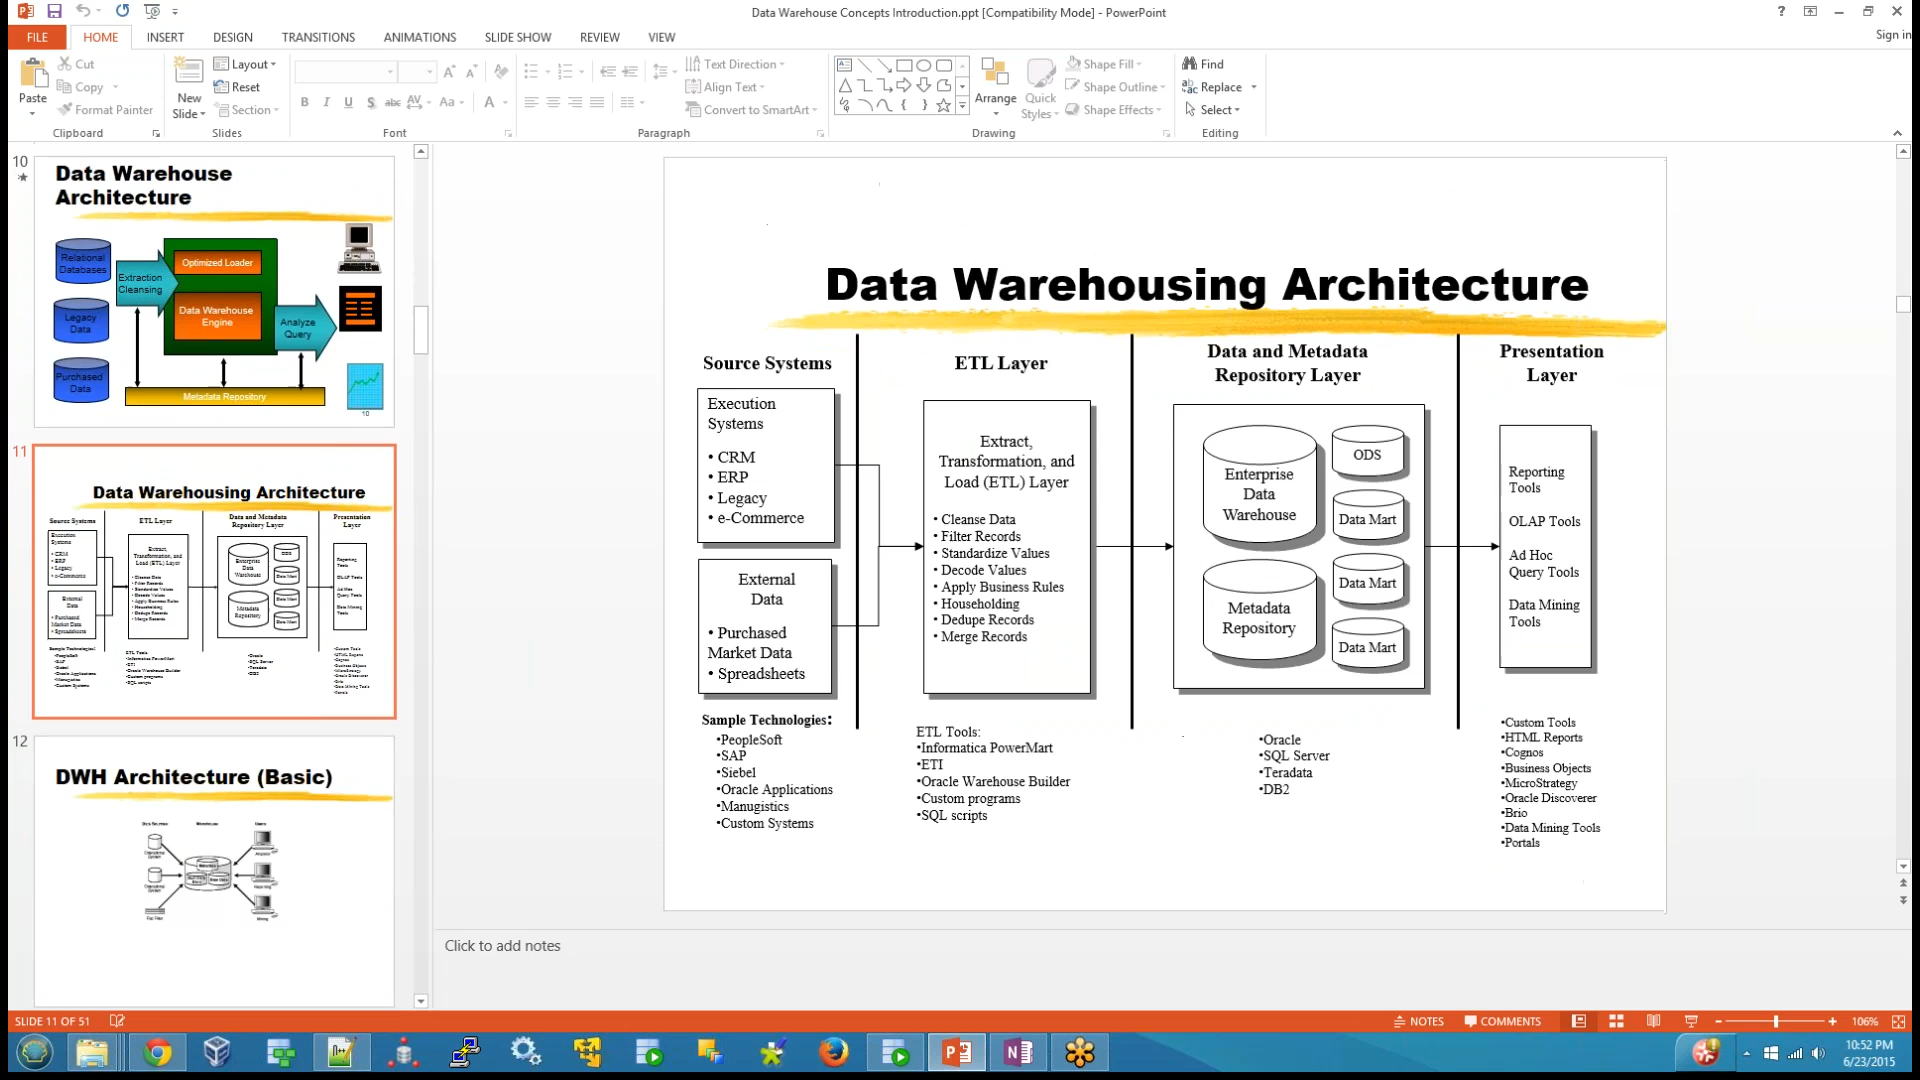 Data Warehouse Concepts Introduction.ppt [Compatibility Mode] - PowerPoint
?
FILE
HOME
INSERT
DESIGN
TRANSITIONS
ANIMATIONS
SLIDE SHOW
REVIEW
VIEW
Sign in
Paste
Cut
Copy
Format Painter
Clipboard
New
Slide
Layout
Reset
Section
Slides
B I U S abc AV Aa A
Font
Text Direction
Align Text
Convert to SmartArt
Paragraph
Arrange
Quick
Styles
Shape Fill
Shape Outline
Shape Effects
Drawing
Find
Replace
Select
Editing
10
Data Warehouse
Architecture
Relational
Databases
Legacy
Data
Purchased
Data
Extraction
Cleansing
Optimized Loader
Data Warehouse
Engine
Analyze
Query
Metadata Repository
10
11
Data Warehousing Architecture
Source Systems
ETL Layer
Data and Metadata
Repository Layer
Presentation
Layer
12
DWH Architecture (Basic)
Data Warehousing Architecture
Source Systems
ETL Layer
Data and Metadata
Repository Layer
Presentation
Layer
Execution
Systems
• CRM
• ERP
• Legacy
• e-Commerce
External
Data
• Purchased
Market Data
• Spreadsheets
Extract,
Transformation, and
Load (ETL) Layer
• Cleanse Data
• Filter Records
• Standardize Values
• Decode Values
• Apply Business Rules
• Householding
• Dedupe Records
• Merge Records
Enterprise
Data
Warehouse
Metadata
Repository
ODS
Data Mart
Data Mart
Data Mart
Reporting
Tools
OLAP Tools
Ad Hoc
Query Tools
Data Mining
Tools
Sample Technologies:
•PeopleSoft
•SAP
•Siebel
•Oracle Applications
•Manugistics
•Custom Systems
ETL Tools:
•Informatica PowerMart
•ETI
•Oracle Warehouse Builder
•Custom programs
•SQL scripts
•Oracle
•SQL Server
•Teradata
•DB2
•Custom Tools
•HTML Reports
•Cognos
•Business Objects
•MicroStrategy
•Oracle Discoverer
•Brio
•Data Mining Tools
•Portals
Click to add notes
SLIDE 11 OF 51
NOTES
COMMENTS
106%
10:52 PM
6/23/2015